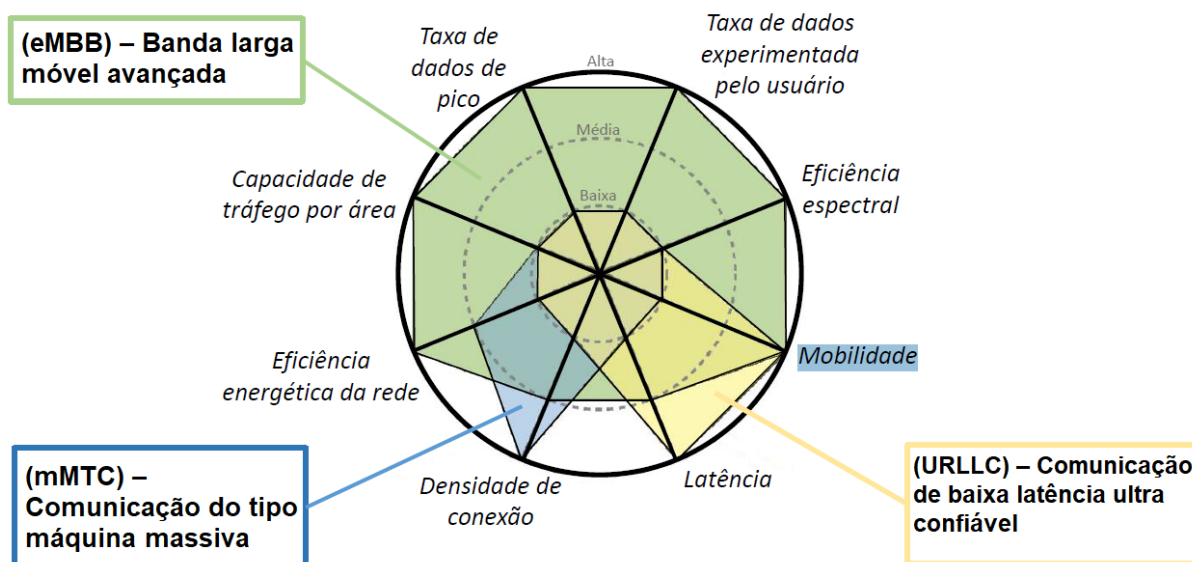 (eMBB) – Banda larga
móvel avançada
Taxa de
dados de
pico
Taxa de dados
experimentada
pelo usuário
Alta
Média
Baixa
Capacidade de
tráfego por área
Eficiência
espectral
Eficiência
energética da rede
Mobilidade
(mMTC) –
Comunicação do tipo
máquina massiva
Densidade de
conexão
Latência
(URLLC) – Comunicação
de baixa latência ultra
confiável